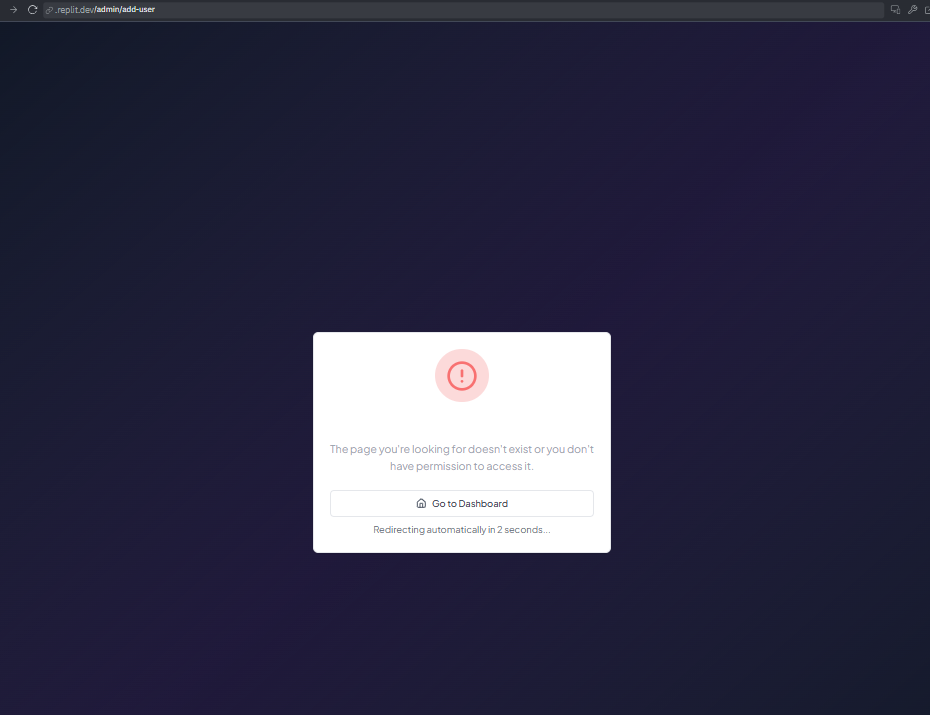 .replit.dev/admin/add-user
The page you're looking for doesn't exist or you don't
have permission to access it.
Go to Dashboard
Redirecting automatically in 2 seconds...